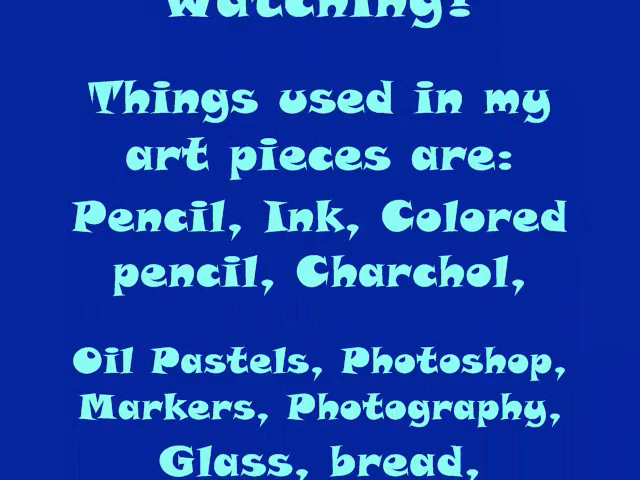 Watching!
Things used in my
art pieces are:
Pencil, Ink, Colored
pencil, Charchol,
Oil Pastels, Photoshop,
Markers, Photography,
Glass, bread,